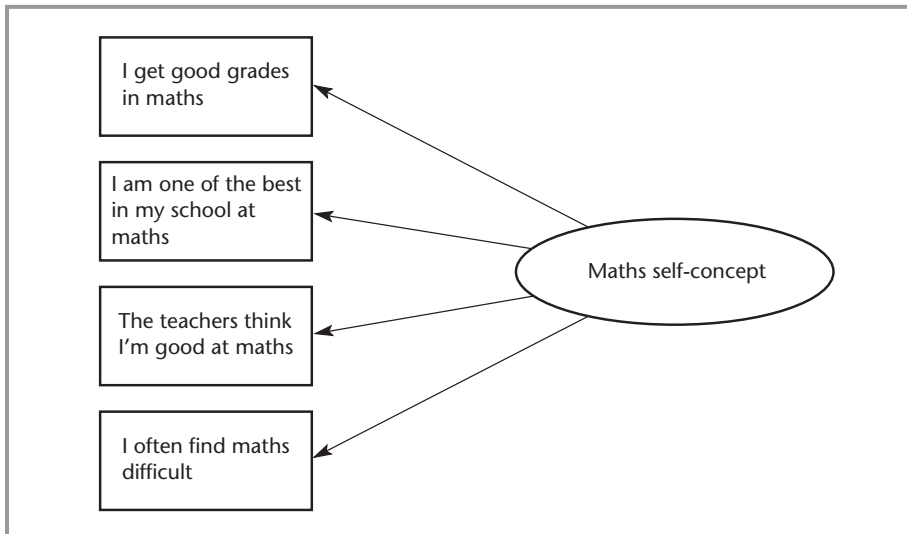 I get good grades
in maths
I am one of the best
in my school at
maths
The teachers think
I'm good at maths
I often find maths
difficult
Maths self-concept